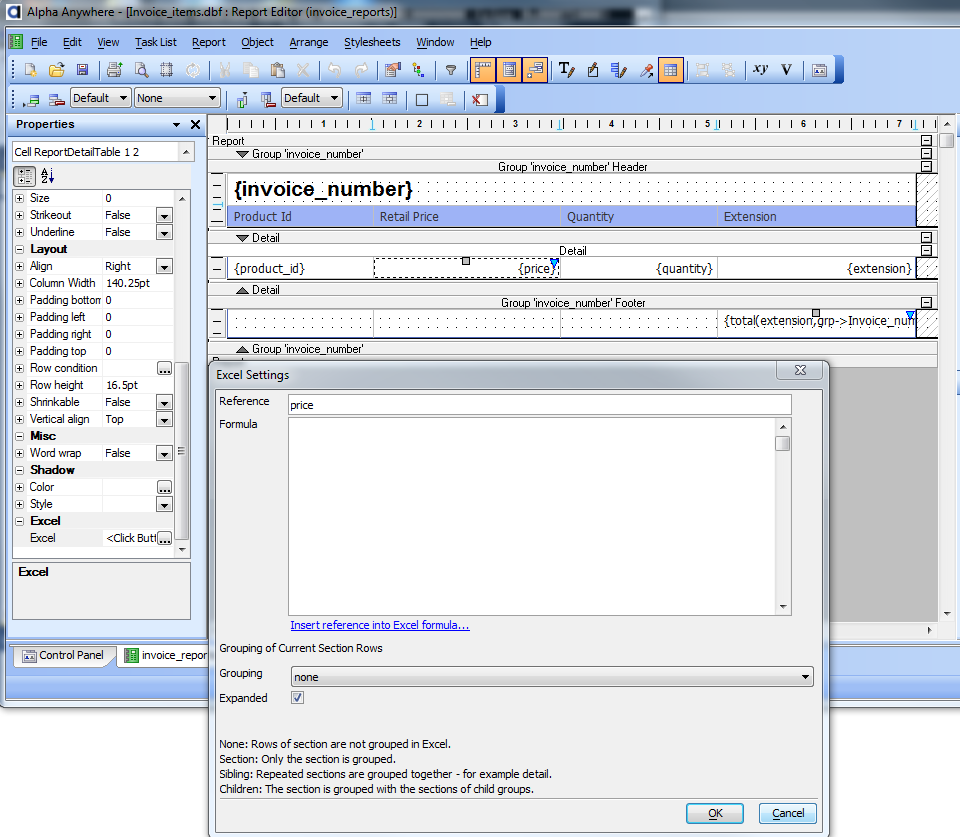 Alpha Anywhere - [Invoice_items.dbf : Report Editor (invoice_reports)]
File Edit View Task List Report Object Arrange Stylesheets Window Help
xy V
Default None Default
Properties
Cell ReportDetailTable 1 2
Size 0
Strikeout False
Underline False
Layout
Align Right
Column Width 140.25pt
Padding bottom 0
Padding left 0
Padding right 0
Padding top 0
Row condition ...
Row height 16.5pt
Shrinkable False
Vertical align Top
Misc
Word wrap False
Shadow
Color ...
Style
Excel
Excel <Click Butt ...
Excel
Control Panel invoice_repor
1 2 3 4 5 6 7
Report
Group 'invoice_number'
Group 'invoice_number' Header
{invoice_number}
Product Id Retail Price Quantity Extension
Detail
Detail
{product_id} {price} {quantity} {extension}
Detail
Group 'invoice_number' Footer
{total(extension,grp->Invoice_num
Group 'invoice_number'
Excel Settings
Reference price
Formula
Insert reference into Excel formula...
Grouping of Current Section Rows
Grouping none
Expanded
None: Rows of section are not grouped in Excel.
Section: Only the section is grouped.
Sibling: Repeated sections are grouped together - for example detail.
Children: The section is grouped with the sections of child groups.
OK Cancel